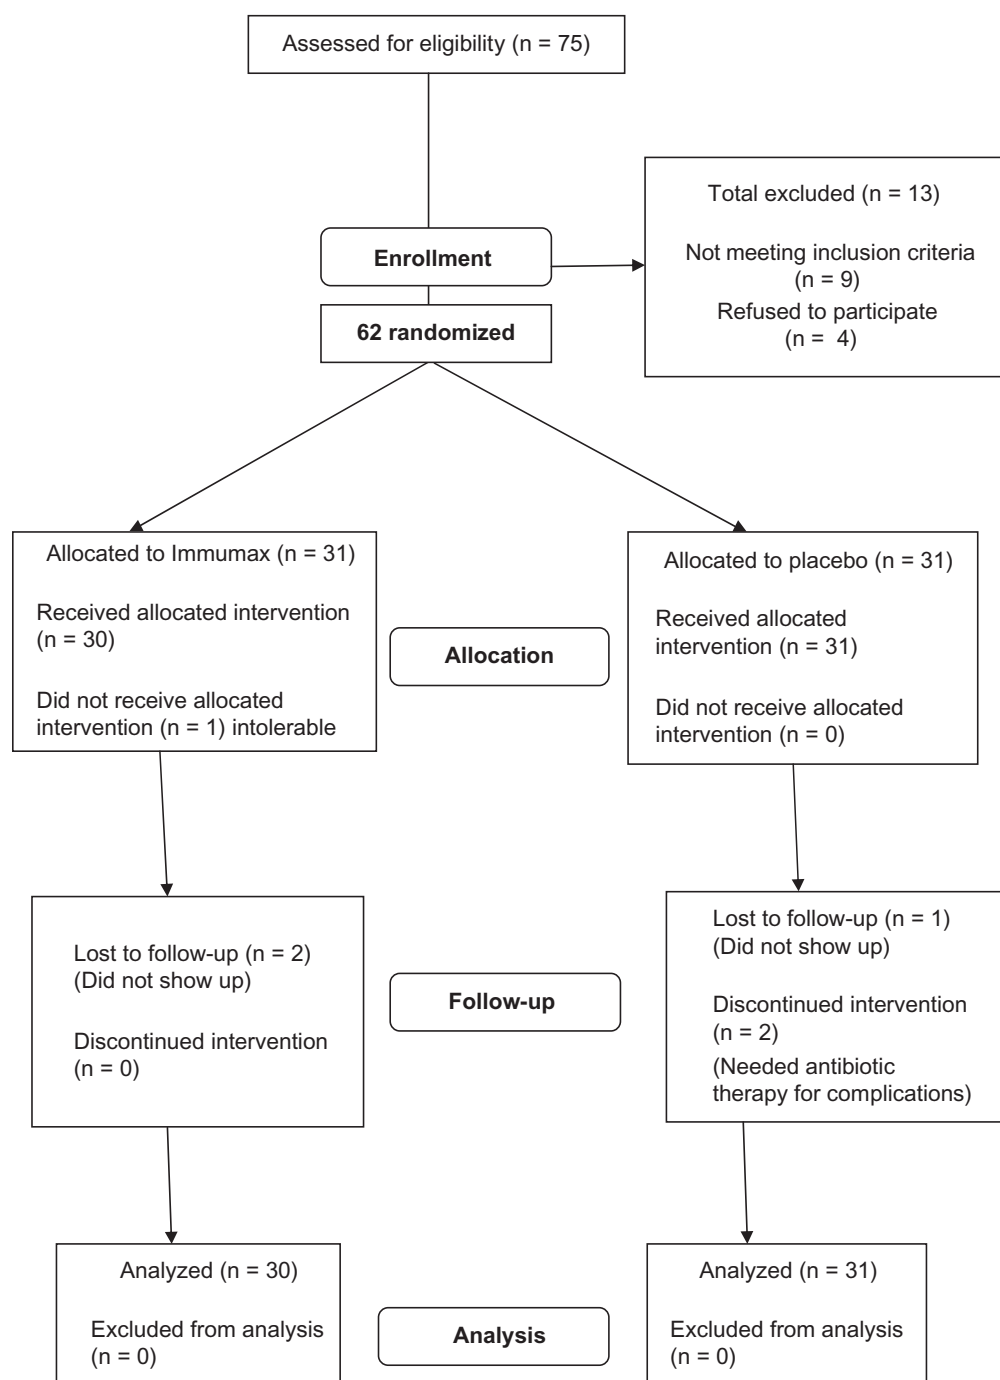 Assessed for eligibility (n = 75)
Total excluded (n = 13)
Not meeting inclusion criteria
(n = 9)
Refused to participate
(n = 4)
Enrollment
62 randomized
Allocated to Immumax (n = 31)
Received allocated intervention
(n = 30)
Did not receive allocated
intervention (n = 1) intolerable
Allocation
Allocated to placebo (n = 31)
Received allocated
intervention (n = 31)
Did not receive allocated
intervention (n = 0)
Lost to follow-up (n = 2)
(Did not show up)
Discontinued intervention
(n = 0)
Follow-up
Lost to follow-up (n = 1)
(Did not show up)
Discontinued intervention
(n = 2)
(Needed antibiotic
therapy for complications)
Analyzed (n = 30)
Excluded from analysis
(n = 0)
Analysis
Analyzed (n = 31)
Excluded from analysis
(n = 0)